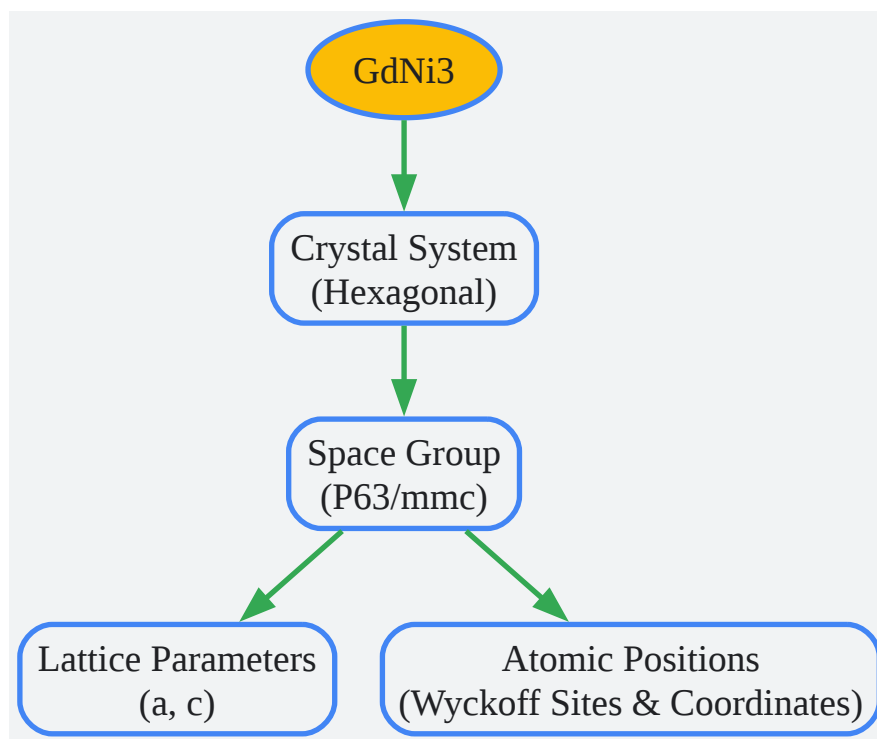 GdNi3
Crystal System
(Hexagonal)
Space Group
(P63/mmc)
Lattice Parameters
(a, c)
Atomic Positions
(Wyckoff Sites & Coordinates)